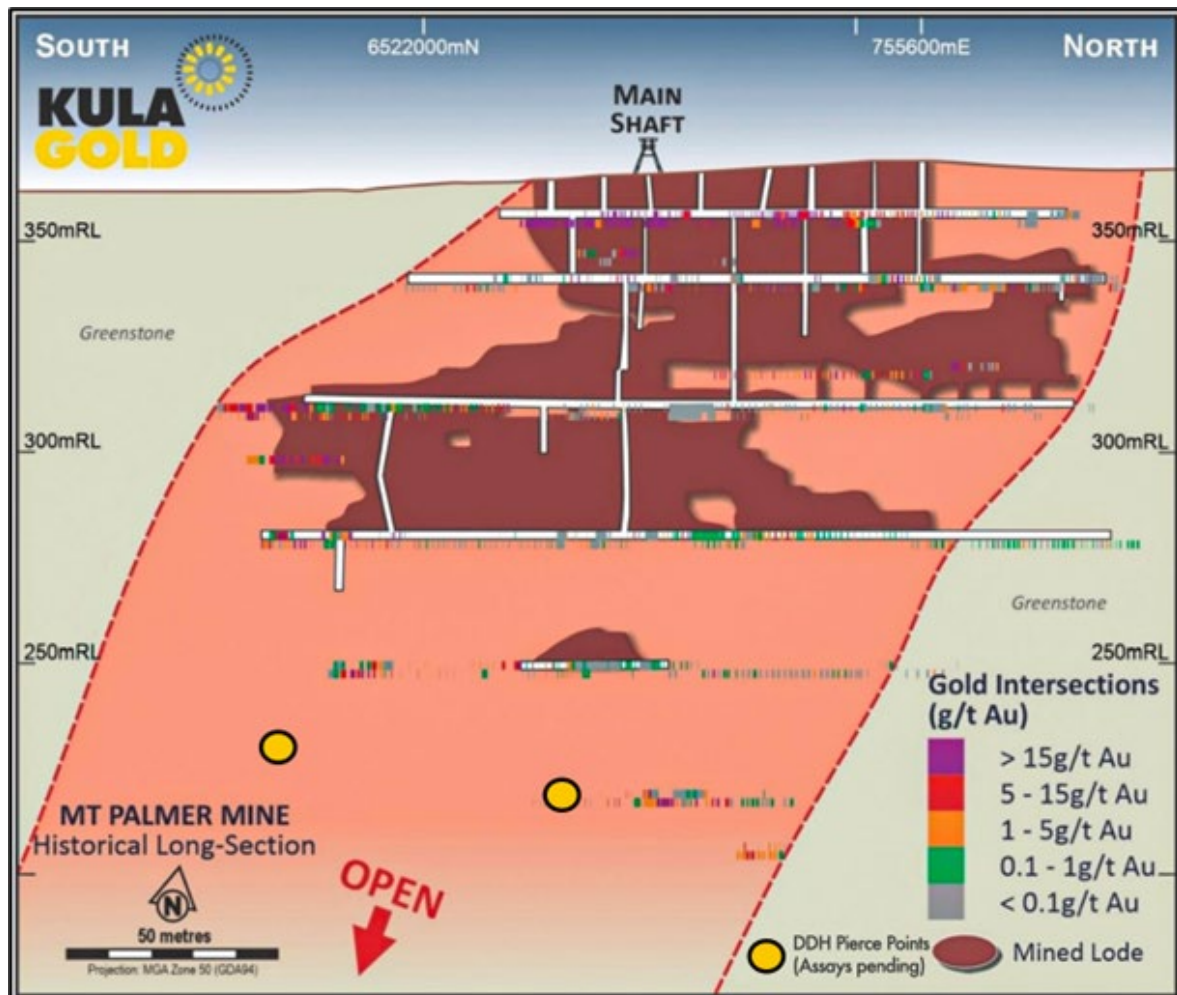 SOUTH
6522000mN
755600mE
NORTH
KULA
GOLD
MAIN
SHAFT
350mRL
350mRL
Greenstone
300mRL
300mRL
Greenstone
250mRL
250mRL
Gold Intersections
(g/t Au)
> 15g/t Au
5 - 15g/t Au
1 - 5g/t Au
0.1 - 1g/t Au
< 0.1g/t Au
MT PALMER MINE
Historical Long-Section
N
50 metres
Projection: MGA Zone 50 (GDA94)
OPEN
DDH Pierce Points
(Assays pending)
Mined Lode